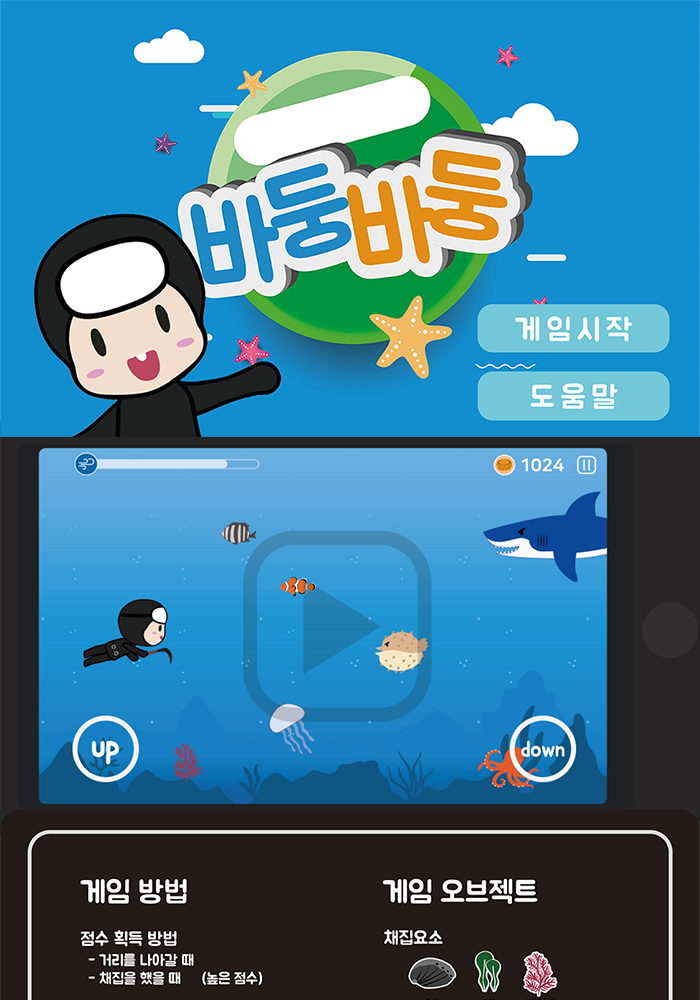 바둥바둥
게임시작
도움말
1024
up
down
게임 방법
점수 획득 방법
- 거리를 나아갈 때
- 채집을 했을 때 (높은 점수)
게임 오브젝트
채집요소